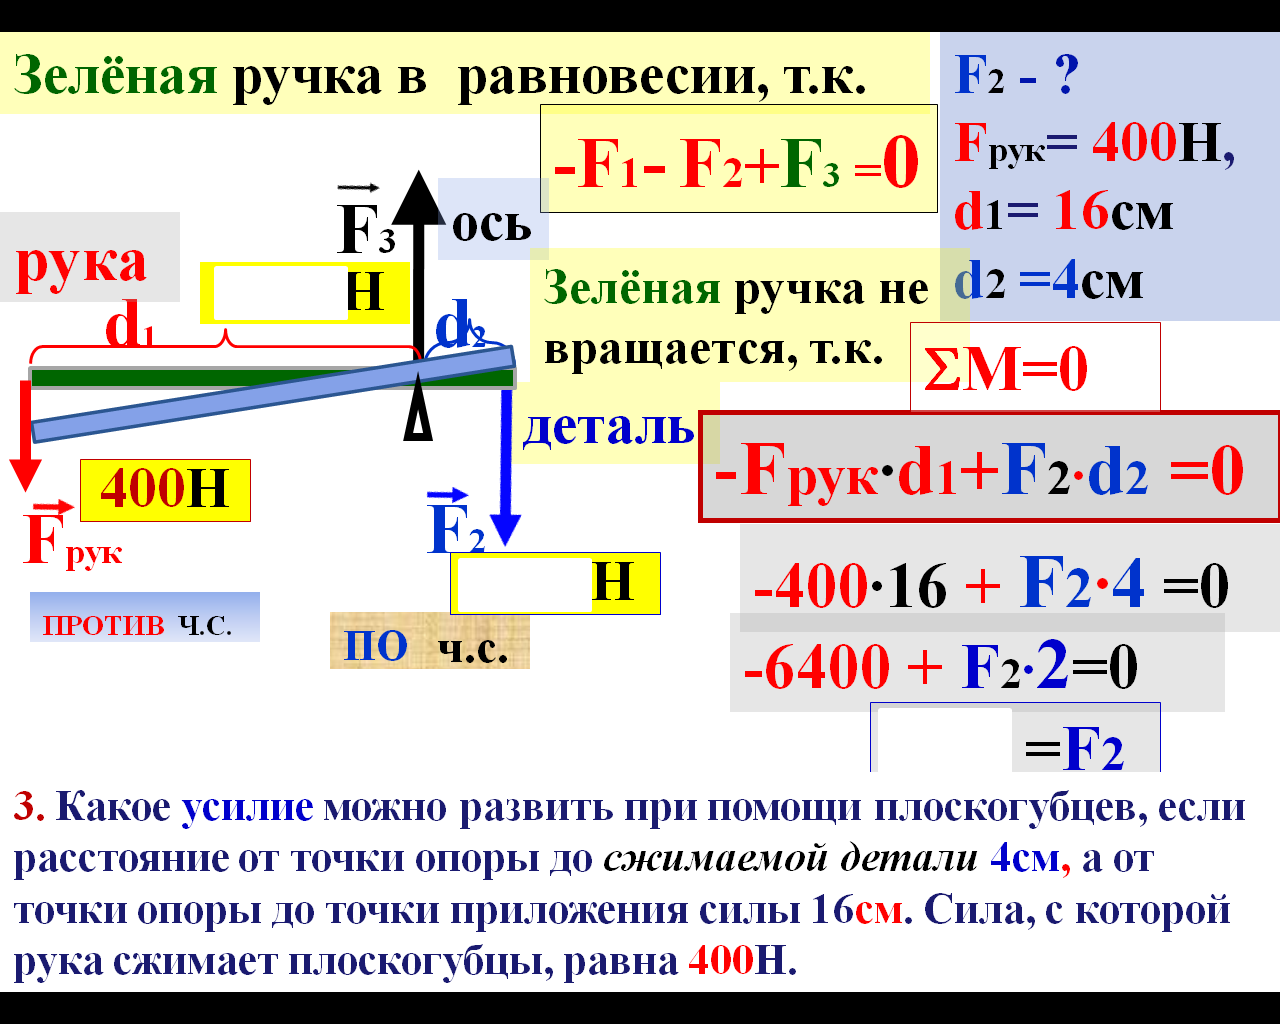 Зелёная ручка в равновесии, т.к.
-F1- F2+F3 =0
F2 - ?
Fрук= 400Н,
d1= 16см
d2 =4см
F3
ось
рука
Н
d1
d2
Зелёная ручка не
вращается, т.к.
ΣМ=0
деталь
-Fрук·d1+F2·d2 =0
400Н
Fрук
F2
Н
-400·16 + F2·4 =0
ПРОТИВ Ч.С.
ПО ч.с.
-6400 + F2·2=0
=F2
3. Какое усилие можно развить при помощи плоскогубцев, если
расстояние от точки опоры до сжимаемой детали 4см, а от
точки опоры до точки приложения силы 16см. Сила, с которой
рука сжимает плоскогубцы, равна 400Н.